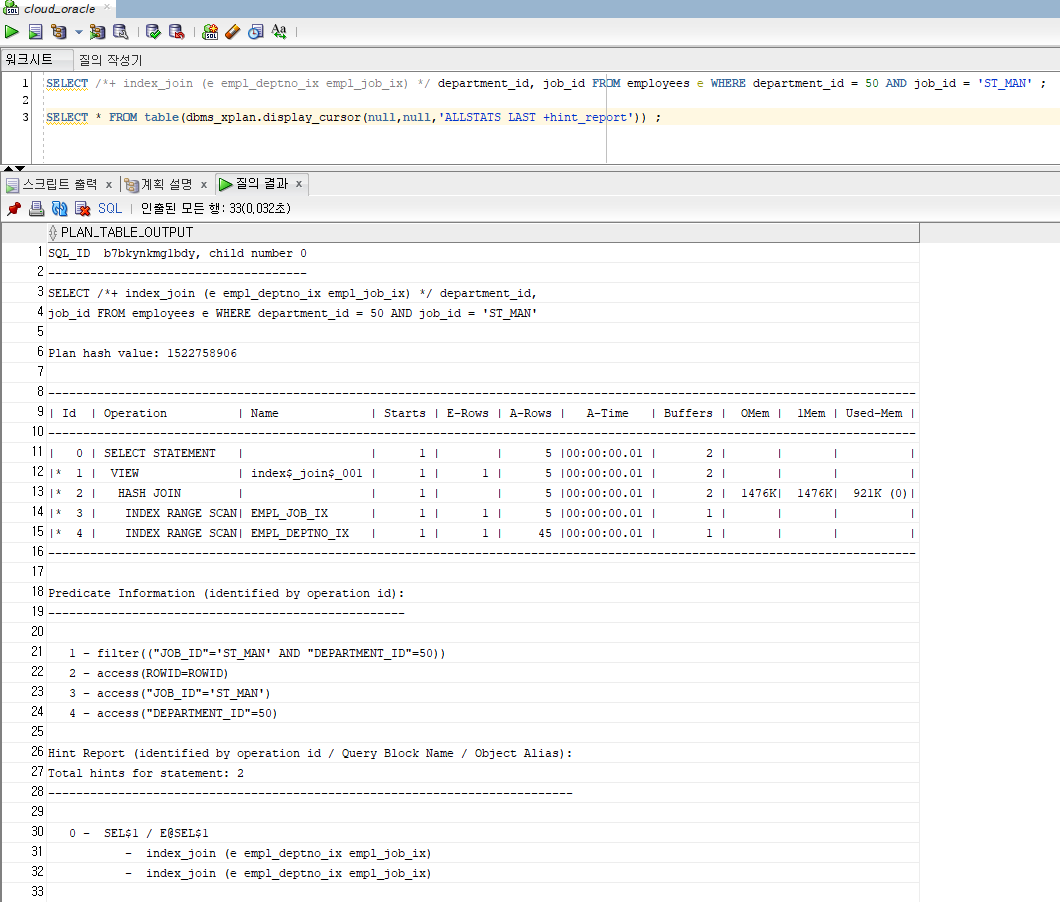 cloud_oracle
워크시트 질의 작성기
1 SELECT /*+ index_join (e empl_deptno_ix empl_job_ix) */ department_id, job_id FROM employees e WHERE department_id = 50 AND job_id = 'ST_MAN' ;
2
3 SELECT * FROM table(dbms_xplan.display_cursor(null,null,'ALLSTATS LAST +hint_report')) ;
스크립트 출력 x 계획 설명 x 질의 결과 x
SQL | 인출된 모든 행: 33(0,032초)
PLAN_TABLE_OUTPUT
1 SQL_ID  b7bkynkmg1bdy, child number 0
2 -------------------------------------
3 SELECT /*+ index_join (e empl_deptno_ix empl_job_ix) */ department_id,
4 job_id FROM employees e WHERE department_id = 50 AND job_id = 'ST_MAN'
5
6 Plan hash value: 1522758906
7
8 ----------------------------------------------------------------------------------------------------------------------------
9 | Id  | Operation          | Name             | Starts | E-Rows | A-Rows |   A-Time   | Buffers |  OMem |  1Mem | Used-Mem |
10 ----------------------------------------------------------------------------------------------------------------------------
11 |   0 | SELECT STATEMENT   |                  |      1 |        |      5 |00:00:00.01 |       2 |       |       |          |
12 |*  1 |  VIEW              | index$_join$_001 |      1 |      1 |      5 |00:00:00.01 |       2 |       |       |          |
13 |*  2 |   HASH JOIN        |                  |      1 |        |      5 |00:00:00.01 |       2 |  1476K|  1476K|  921K (0)|
14 |*  3 |    INDEX RANGE SCAN| EMPL_JOB_IX      |      1 |      1 |      5 |00:00:00.01 |       1 |       |       |          |
15 |*  4 |    INDEX RANGE SCAN| EMPL_DEPTNO_IX   |      1 |      1 |     45 |00:00:00.01 |       1 |       |       |          |
16 ----------------------------------------------------------------------------------------------------------------------------
17
18 Predicate Information (identified by operation id):
19 ---------------------------------------------------
20
21    1 - filter(("JOB_ID"='ST_MAN' AND "DEPARTMENT_ID"=50))
22    2 - access(ROWID=ROWID)
23    3 - access("JOB_ID"='ST_MAN')
24    4 - access("DEPARTMENT_ID"=50)
25
26 Hint Report (identified by operation id / Query Block Name / Object Alias):
27 Total hints for statement: 2
28 ---------------------------------------------------------------------------
29
30    0 -  SEL$1 / E@SEL$1
31            -  index_join (e empl_deptno_ix empl_job_ix)
32            -  index_join (e empl_deptno_ix empl_job_ix)
33